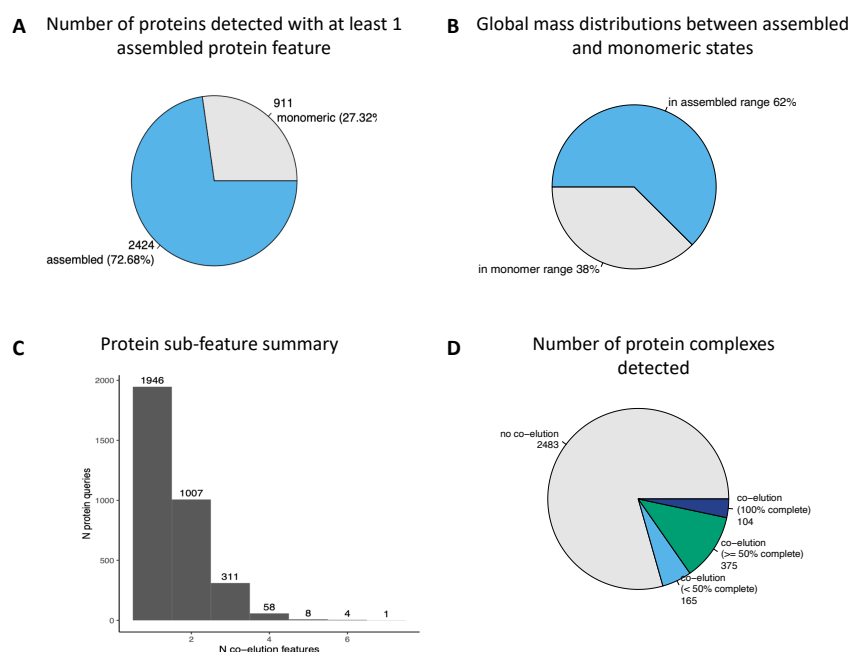 A
Number of proteins detected with at least 1
assembled protein feature
911
monomeric (27.32%
2424
assembled (72.68%)
B
Global mass distributions between assembled
and monomeric states
in assembled range 62%
in monomer range 38%
C
Protein sub-feature summary
N protein queries
2000
1500
1000
500
0
1946
1007
311
58
8
4
1
2
4
6
N co−elution features
D
Number of protein complexes
detected
no co−elution
2483
co−elution
(100% complete)
104
co−elution
(>= 50% complete)
375
co−elution
(< 50% complete)
165